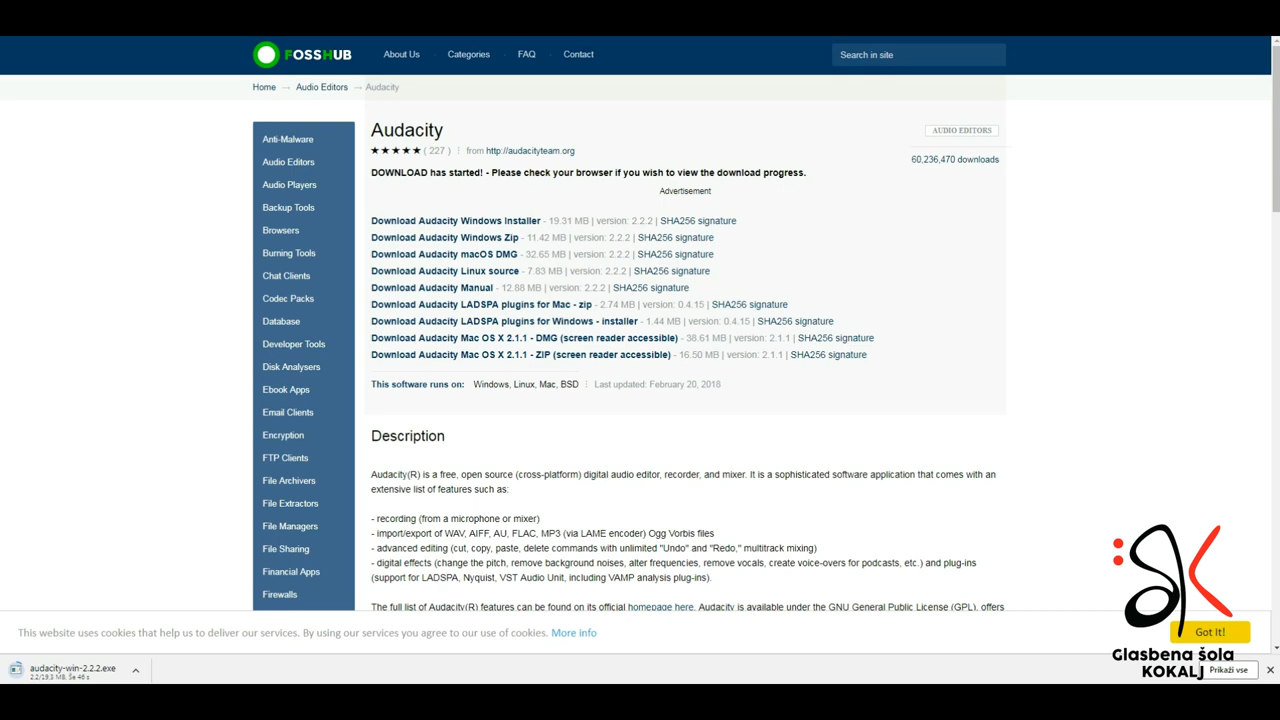 FOSSHUB
About Us
Categories
FAQ
Contact
Search in site
Home → Audio Editors → Audacity
Anti-Malware
Audio Editors
Audio Players
Backup Tools
Browsers
Burning Tools
Chat Clients
Codec Packs
Database
Developer Tools
Disk Analysers
Ebook Apps
Email Clients
Encryption
FTP Clients
File Archivers
File Extractors
File Managers
File Sharing
Financial Apps
Firewalls
Audacity
AUDIO EDITORS
★★★★★ ( 227 ) from http://audacityteam.org
60,236,470 downloads
DOWNLOAD has started! - Please check your browser if you wish to view the download progress.
Advertisement
Download Audacity Windows Installer - 19.31 MB | version: 2.2.2 | SHA256 signature
Download Audacity Windows Zip - 11.42 MB | version: 2.2.2 | SHA256 signature
Download Audacity macOS DMG - 32.65 MB | version: 2.2.2 | SHA256 signature
Download Audacity Linux source - 7.83 MB | version: 2.2.2 | SHA256 signature
Download Audacity Manual - 12.88 MB | version: 2.2.2 | SHA256 signature
Download Audacity LADSPA plugins for Mac - zip - 2.74 MB | version: 0.4.15 | SHA256 signature
Download Audacity LADSPA plugins for Windows - installer - 1.44 MB | version: 0.4.15 | SHA256 signature
Download Audacity Mac OS X 2.1.1 - DMG (screen reader accessible) - 38.61 MB | version: 2.1.1 | SHA256 signature
Download Audacity Mac OS X 2.1.1 - ZIP (screen reader accessible) - 16.50 MB | version: 2.1.1 | SHA256 signature
This software runs on: Windows, Linux, Mac, BSD Last updated: February 20, 2018
Description
Audacity(R) is a free, open source (cross-platform) digital audio editor, recorder, and mixer. It is a sophisticated software application that comes with an
extensive list of features such as:
- recording (from a microphone or mixer)
- import/export of WAV, AIFF, AU, FLAC, MP3 (via LAME encoder) Ogg Vorbis files
- advanced editing (cut, copy, paste, delete commands with unlimited "Undo" and "Redo," multitrack mixing)
- digital effects (change the pitch, remove background noises, alter frequencies, remove vocals, create voice-overs for podcasts, etc.) and plug-ins
(support for LADSPA, Nyquist, VST Audio Unit, including VAMP analysis plug-ins).
The full list of Audacity(R) features can be found on its official homepage here. Audacity is available under the GNU General Public License (GPL), offers
This website uses cookies that help us to deliver our services. By using our services you agree to our use of cookies. More info
Got It!
Glasbena šola
KOKALJ
audacity-win-2.2.2.exe
2.2/19.3 MB, Še 46 s
Prikaži vse